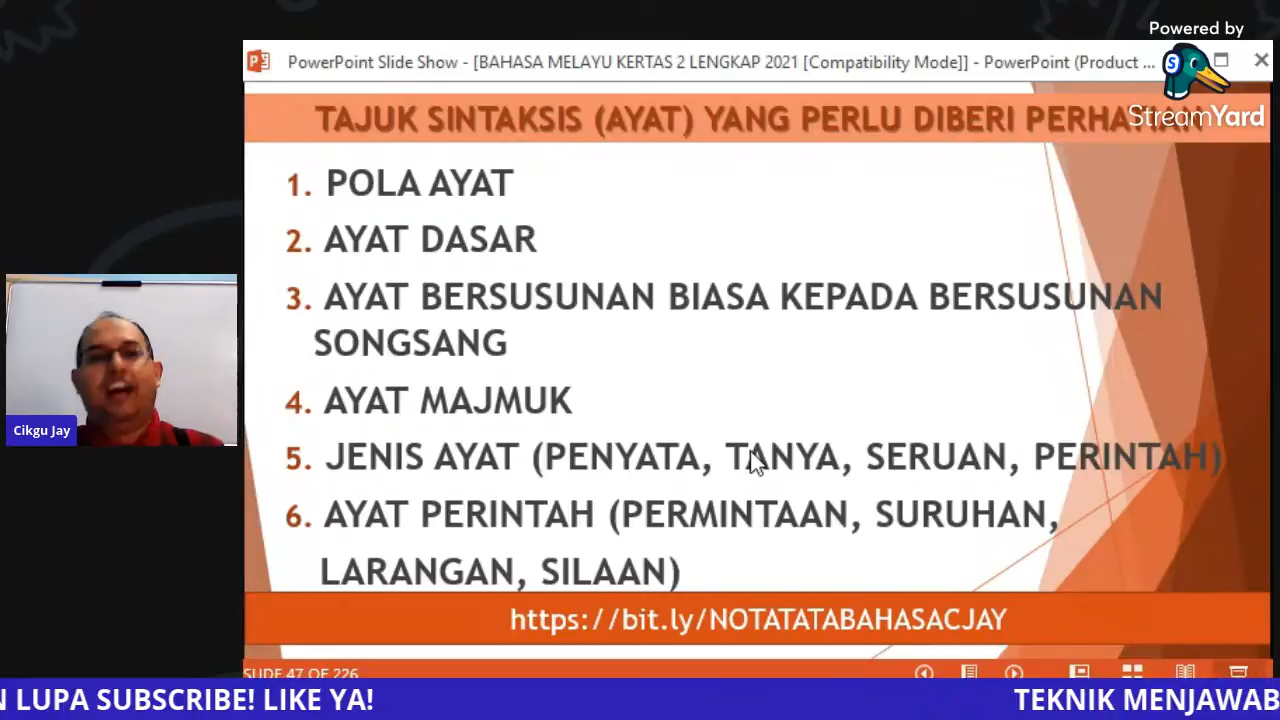 Powered by
StreamYard
PowerPoint Slide Show - [BAHASA MELAYU KERTAS 2 LENGKAP 2021 [Compatibility Mode]] - PowerPoint (Product ...
TAJUK SINTAKSIS (AYAT) YANG PERLU DIBERI PERHATIAN
1. POLA AYAT
2. AYAT DASAR
3. AYAT BERSUSUNAN BIASA KEPADA BERSUSUNAN
SONGSANG
4. AYAT MAJMUK
5. JENIS AYAT (PENYATA, TANYA, SERUAN, PERINTAH)
6. AYAT PERINTAH (PERMINTAAN, SURUHAN,
LARANGAN, SILAAN)
https://bit.ly/NOTATATABAHASACJAY
Cikgu Jay
SLIDE 47 OF 226
N LUPA SUBSCRIBE! LIKE YA! TEKNIK MENJAWAB